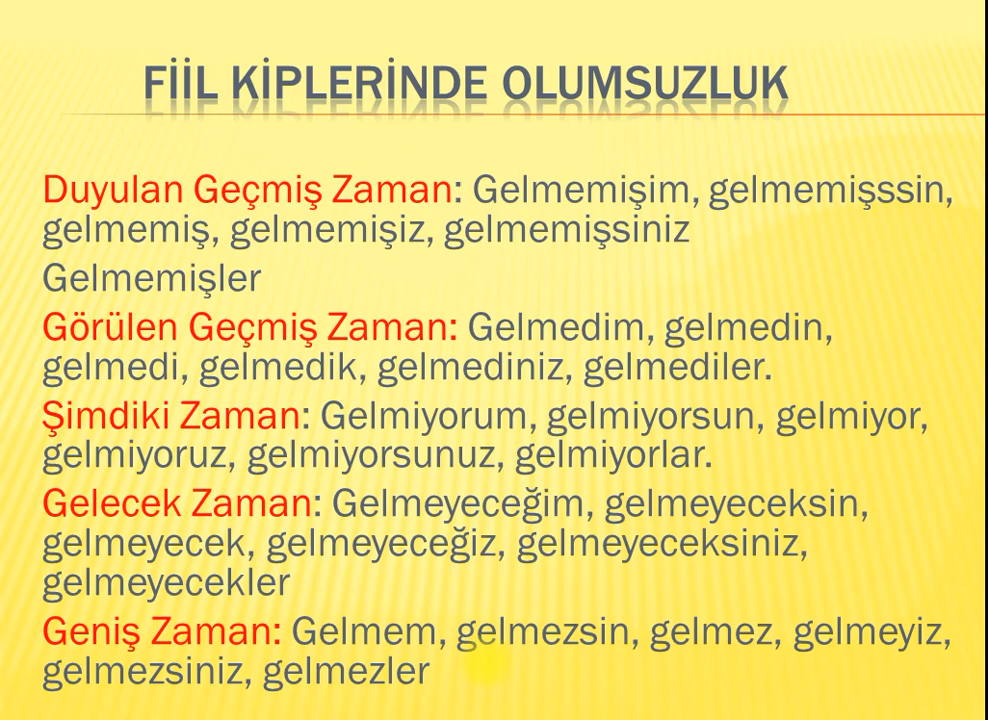 FİİL KİPLERİNDE OLUMSUZLUK
Duyulan Geçmiş Zaman: Gelmemişim, gelmemişssin,
gelmemiş, gelmemişiz, gelmemişsiniz
Gelmemişler
Görülen Geçmiş Zaman: Gelmedim, gelmedin,
gelmedi, gelmedik, gelmediniz, gelmediler.
Şimdiki Zaman: Gelmiyorum, gelmiyorsun, gelmiyor,
gelmiyoruz, gelmiyorsunuz, gelmiyorlar.
Gelecek Zaman: Gelmeyeceğim, gelmeyeceksin,
gelmeyecek, gelmeyeceğiz, gelmeyeceksiniz,
gelmeyecekler
Geniş Zaman: Gelmem, gelmezsin, gelmez, gelmeyiz,
gelmezsiniz, gelmezler